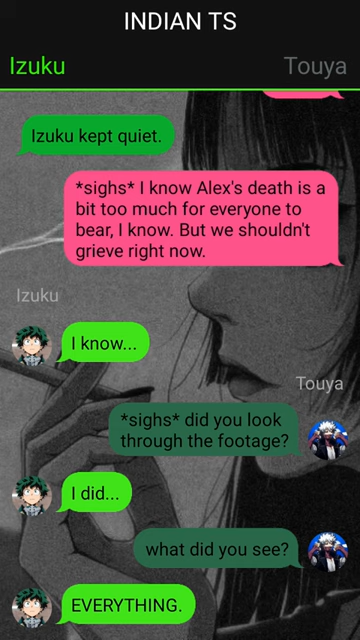 INDIAN TS
Izuku
Touya
Izuku kept quiet.
*sighs* I know Alex's death is a
bit too much for everyone to
bear, I know. But we shouldn't
grieve right now.
Izuku
I know...
Touya
*sighs* did you look
through the footage?
I did...
what did you see?
EVERYTHING.